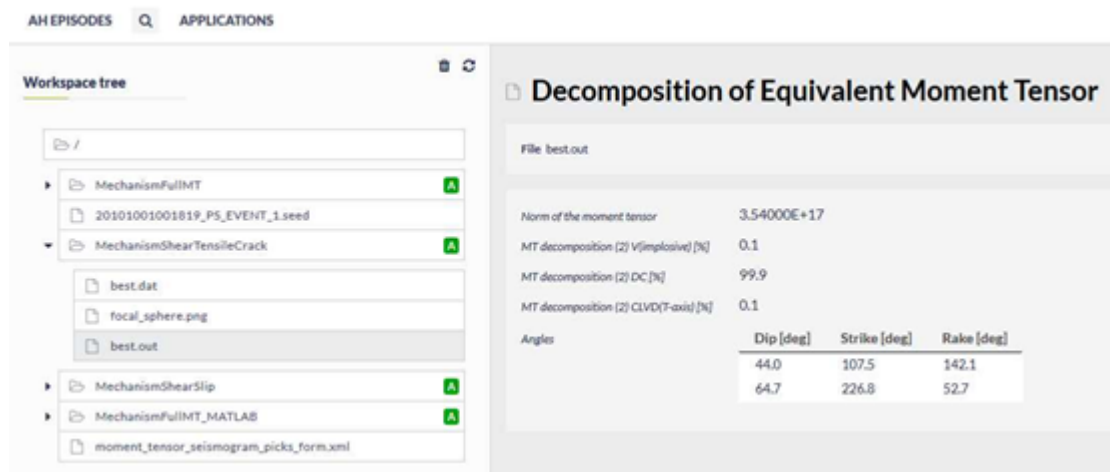 AH EPISODES APPLICATIONS
Workspace tree
/
MechanismFullMT A
20101001001819_PS_EVENT_1.seed
MechanismShearTensileCrack A
best.dat
focal_sphere.png
best.out
MechanismShearSlip A
MechanismFullMT_MATLAB A
moment_tensor_seismogram_picks_form.xml
Decomposition of Equivalent Moment Tensor
File best.out
Norm of the moment tensor 3.54000E+17
MT decomposition (2) V(implosive) [%] 0.1
MT decomposition (2) DC [%] 99.9
MT decomposition (2) CLVD(T-axis) [%] 0.1
Angles Dip [deg] Strike [deg] Rake [deg]
44.0 107.5 142.1
64.7 226.8 52.7